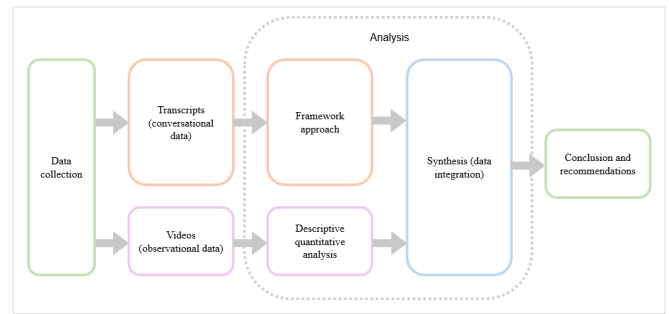 Analysis
Data
collection
Transcripts
(conversational
data)
Framework
approach
Synthesis (data
integration)
Conclusion and
recommendations
Videos
(observational data)
Descriptive
quantitative
analysis